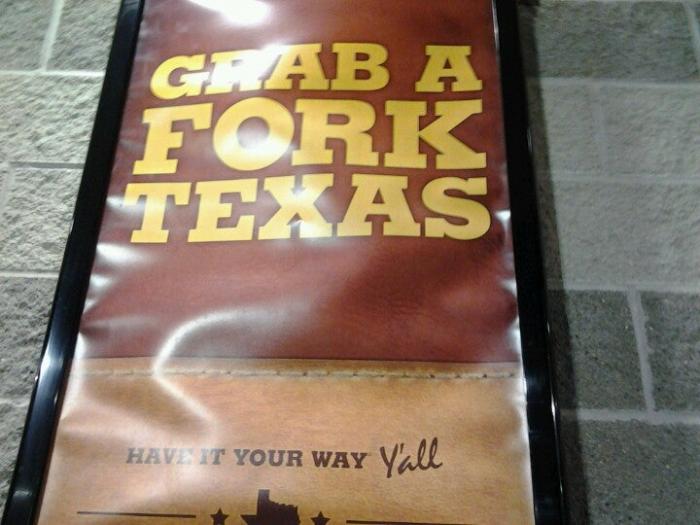 GRAB A
FORK
TEXAS
HAVE IT YOUR WAY Y'all